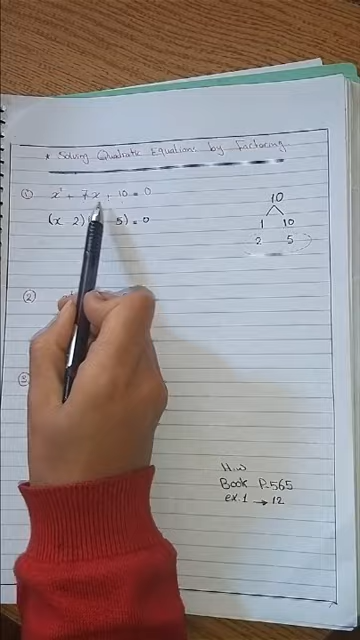 * Solving Quadratic Equations by Factoring
① x² + 7x + 10 = 0
(x 2)( 5) = 0
10
1 10
2 5
②
③
H.W
Book P.565
ex. 1 → 12